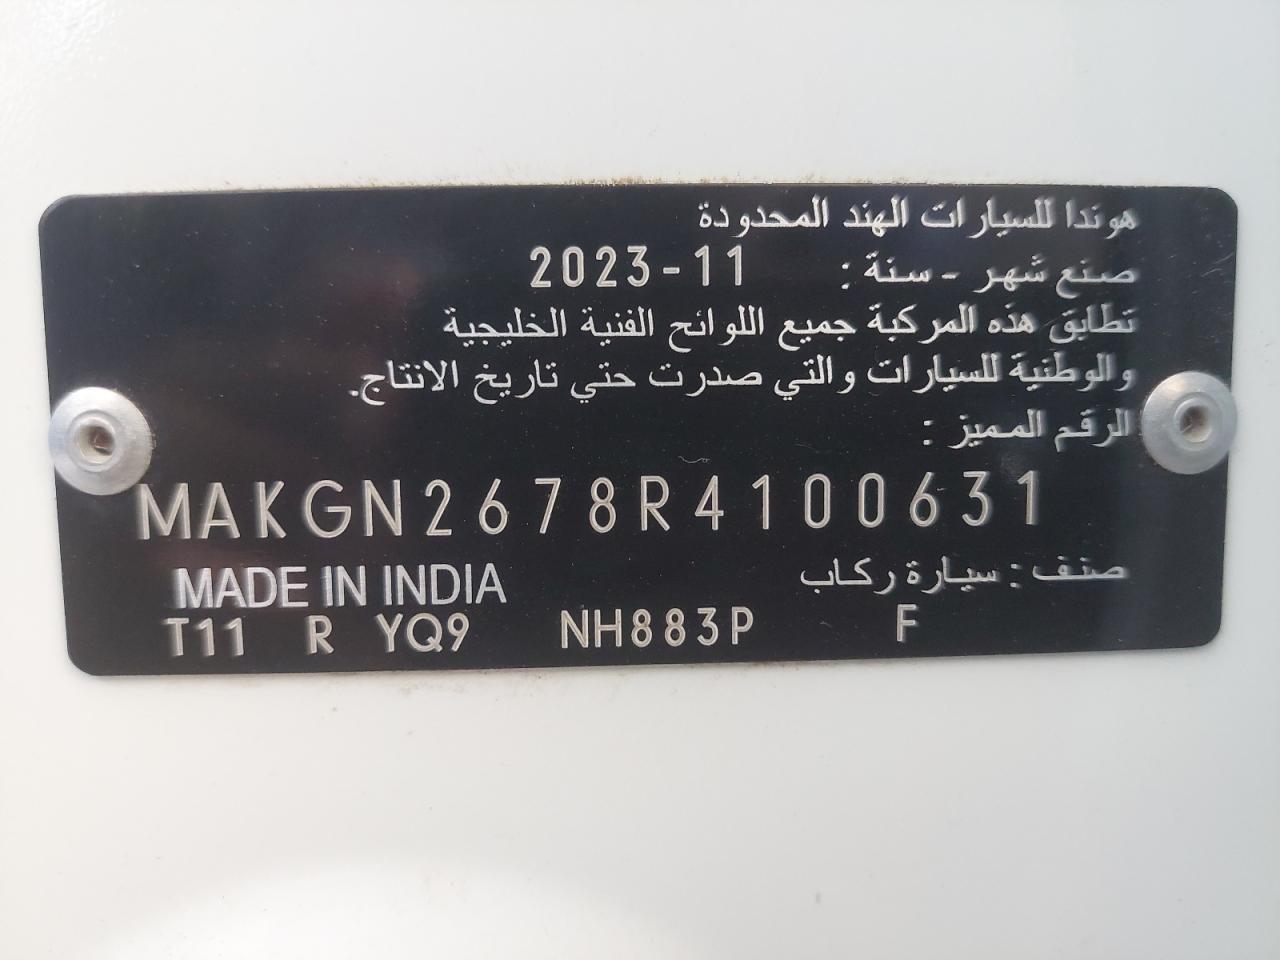 هوندا للسيارات الهند المحدودة
صنع شهر - سنة : 2023-11
تطابق هذه المركبة جميع اللوائح الفنية الخليجية
والوطنية للسيارات والتي صدرت حتي تاريخ الانتاج.
الرقم المميز :
MAKGN2678R4100631
صنف : سيارة ركاب
MADE IN INDIA
T11 R YQ9 NH883P F